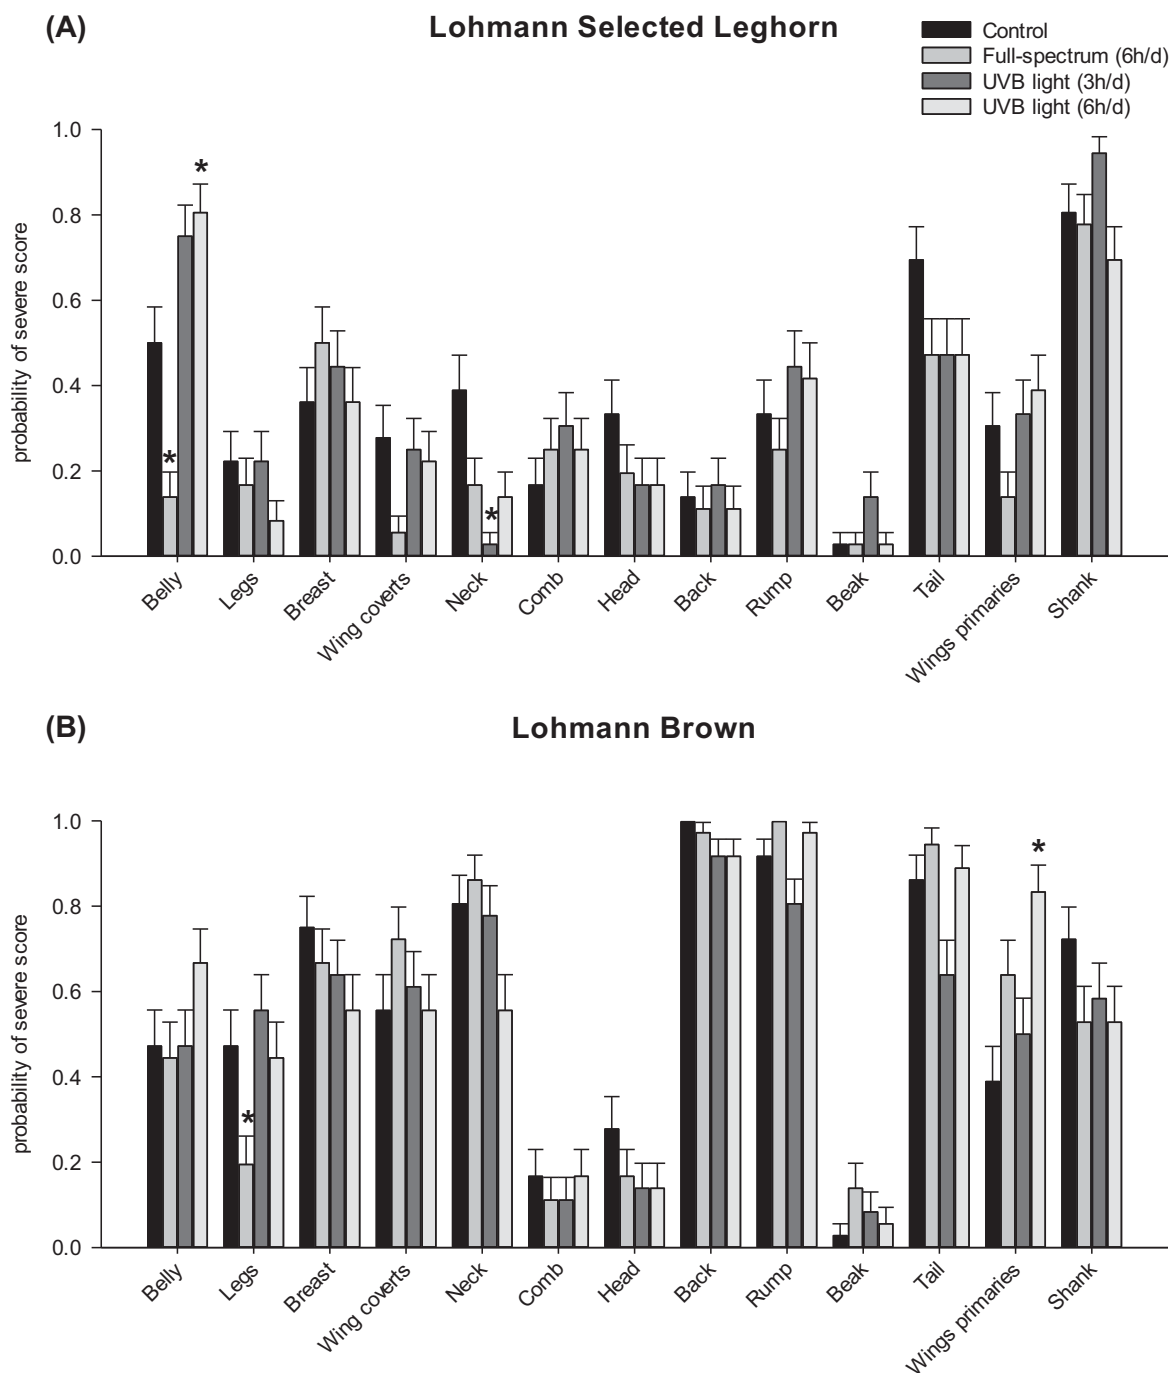 (A)
Lohmann Selected Leghorn
Control
Full-spectrum (6h/d)
UVB light (3h/d)
UVB light (6h/d)
probability of severe score
1.0
0.8
0.6
0.4
0.2
0.0
*
*
*
Belly
Legs
Breast
Wing coverts
Neck
Comb
Head
Back
Rump
Beak
Tail
Wings primaries
Shank
(B)
Lohmann Brown
probability of severe score
1.0
0.8
0.6
0.4
0.2
0.0
*
*
Belly
Legs
Breast
Wing coverts
Neck
Comb
Head
Back
Rump
Beak
Tail
Wings primaries
Shank